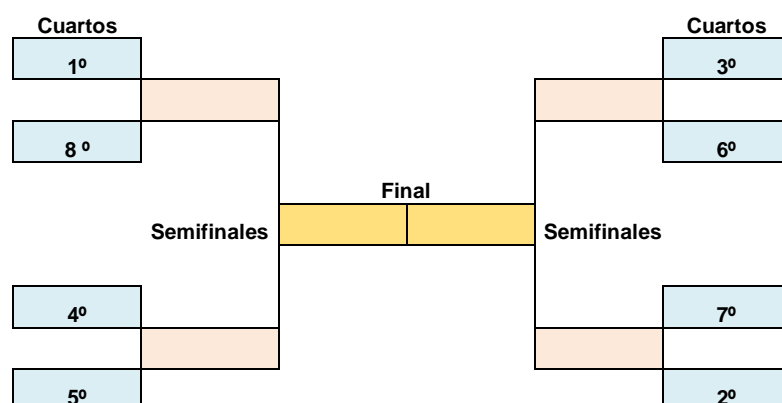 Cuartos Cuartos
1º 3º
8 º 6º
Final
Semifinales Semifinales
4º 7º
5º 2º